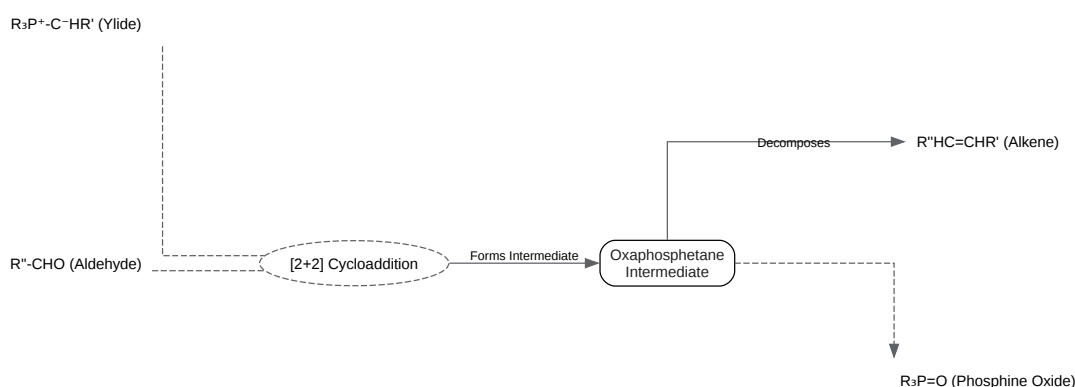 R₃P⁺-C⁻HR' (Ylide)
Decomposes
R"HC=CHR' (Alkene)
R"-CHO (Aldehyde)
[2+2] Cycloaddition
Forms Intermediate
Oxaphosphetane
Intermediate
R₃P=O (Phosphine Oxide)